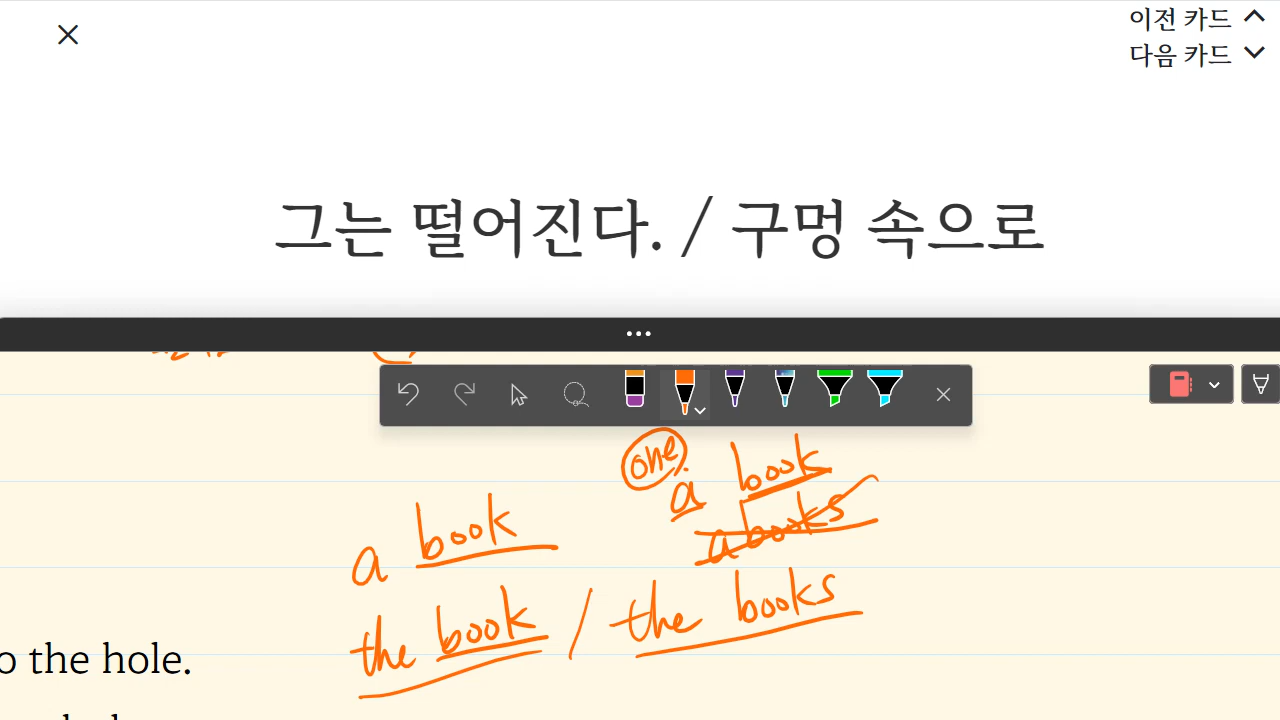 이전 카드
다음 카드
그는 떨어진다. / 구멍 속으로
one
a book
a books
a book
the book / the books
o the hole.